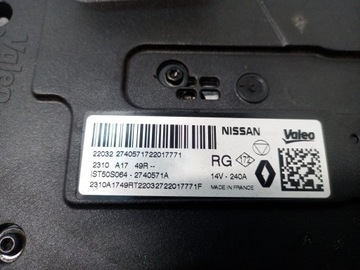 Valeo
NISSAN
Valeo
22032 2740571722017771
2310 A17 49R--
RG 172
IST50S064 - 2740571A
14V - 240A
2310A1749RT22032722017771F
MADE IN FRANCE